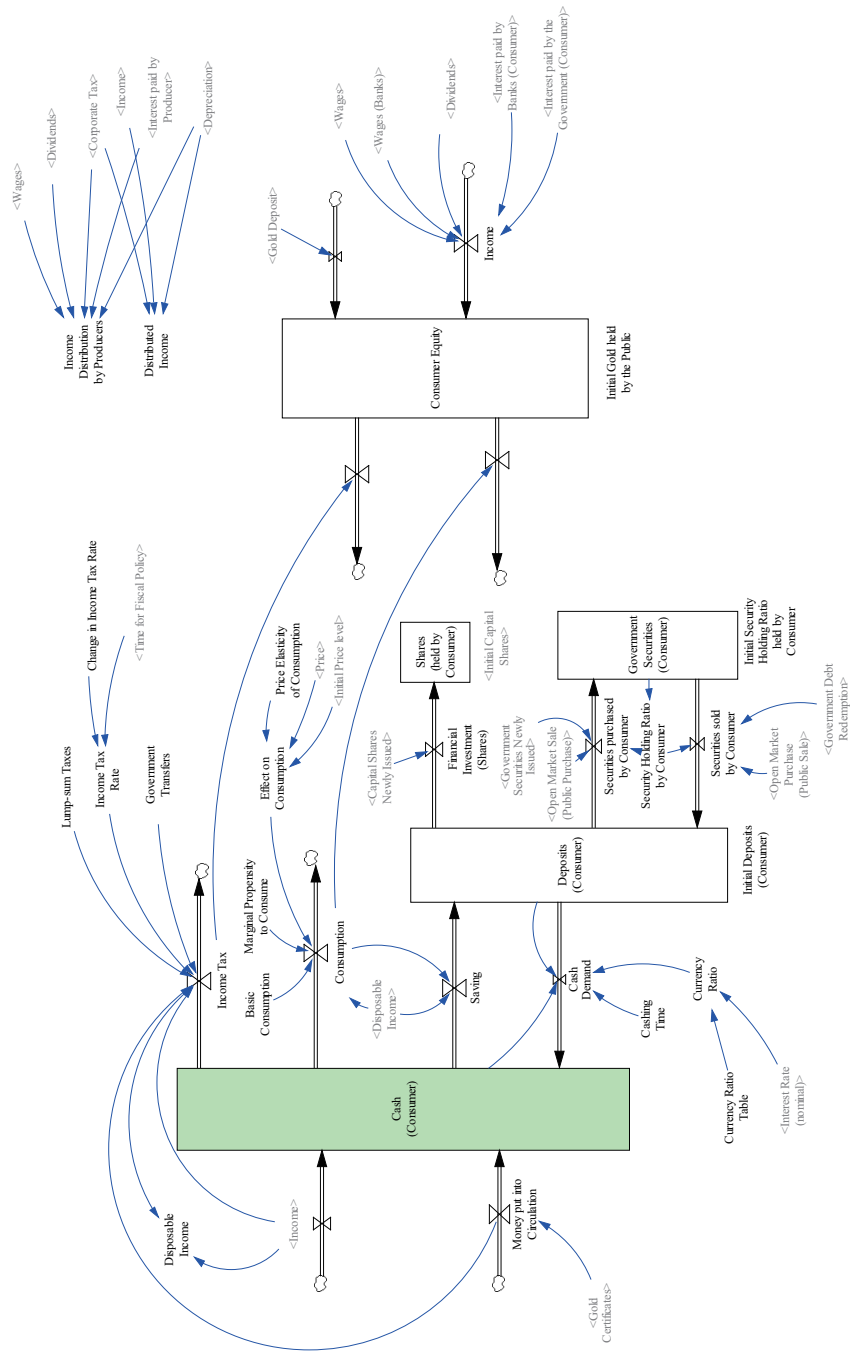 <Wages>
<Dividends>
<Corporate Tax>
<Income>
<Interest paid by
Producer>
<Depreciation>
Income
Distribution
by Producers
Distributed
Income
<Gold Deposit>
<Wages>
<Wages (Banks)>
<Dividends>
<Interest paid by
Banks (Consumer)>
<Interest paid by the
Government (Consumer)>
Income
Consumer Equity
Initial Gold held
by the Public
Lump-sum Taxes
Change in Income Tax Rate
<Time for Fiscal Policy>
Income Tax
Rate
Government
Transfers
Income Tax
Price Elasticity
of Consumption
<Price>
<Initial Price level>
Effect on
Consumption
Marginal Propensity
to Consume
Basic
Consumption
Consumption
<Disposable
Income>
Saving
Shares
(held by
Consumer)
<Initial Capital
Shares>
<Capital Shares
Newly Issued>
Financial
Investment
(Shares)
<Government
Securities Newly
Issued>
<Open Market Sale
(Public Purchase)>
Securities purchased
by Consumer
Security Holding Ratio
by Consumer
Government
Securities
(Consumer)
Initial Security
Holding Ratio
held by
Consumer
Securities sold
by Consumer
<Open Market
Purchase
(Public Sale)>
<Government Debt
Redemption>
Deposits
(Consumer)
Initial Deposits
(Consumer)
Cash
Demand
Cashing
Time
Currency
Ratio
Currency Ratio
Table
<Interest Rate
(nominal)>
Cash
(Consumer)
Disposable
Income
<Income>
Money put into
Circulation
<Gold
Certificates>